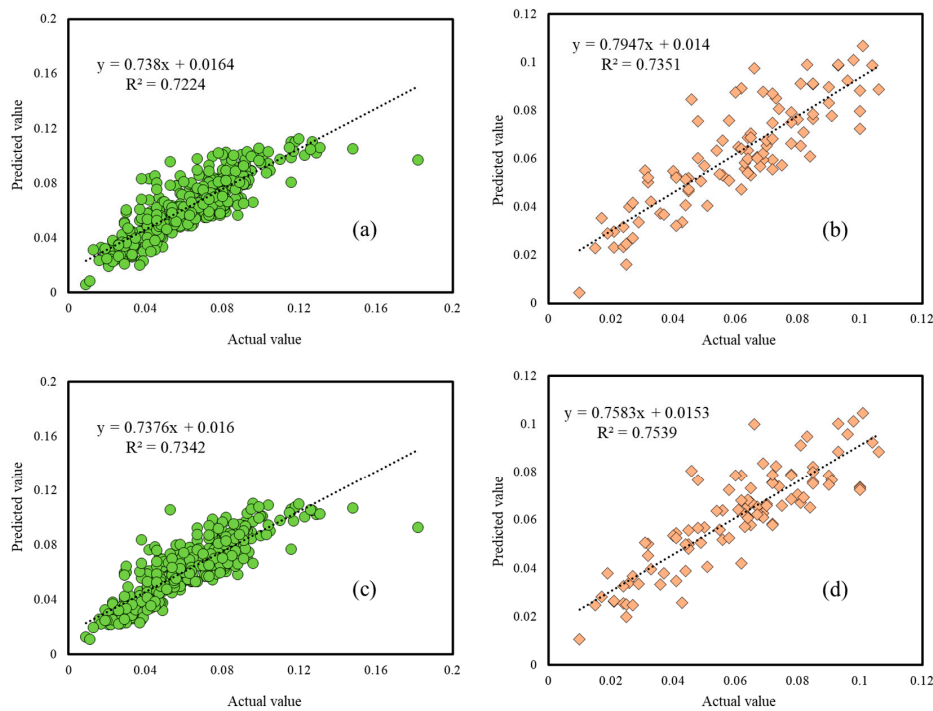 0.2
0.16
0.12
0.08
0.04
0
Predicted value
y = 0.738x + 0.0164
R² = 0.7224
(a)
0
0.04
0.08
0.12
0.16
0.2
Actual value
0.12
0.1
0.08
0.06
0.04
0.02
0
Predicted value
y = 0.7947x + 0.014
R² = 0.7351
(b)
0
0.02
0.04
0.06
0.08
0.1
0.12
Actual value
0.2
0.16
0.12
0.08
0.04
0
Predicted value
y = 0.7376x + 0.016
R² = 0.7342
(c)
0
0.04
0.08
0.12
0.16
0.2
Actual value
0.12
0.1
0.08
0.06
0.04
0.02
0
Predicted value
y = 0.7583x + 0.0153
R² = 0.7539
(d)
0
0.02
0.04
0.06
0.08
0.1
0.12
Actual value